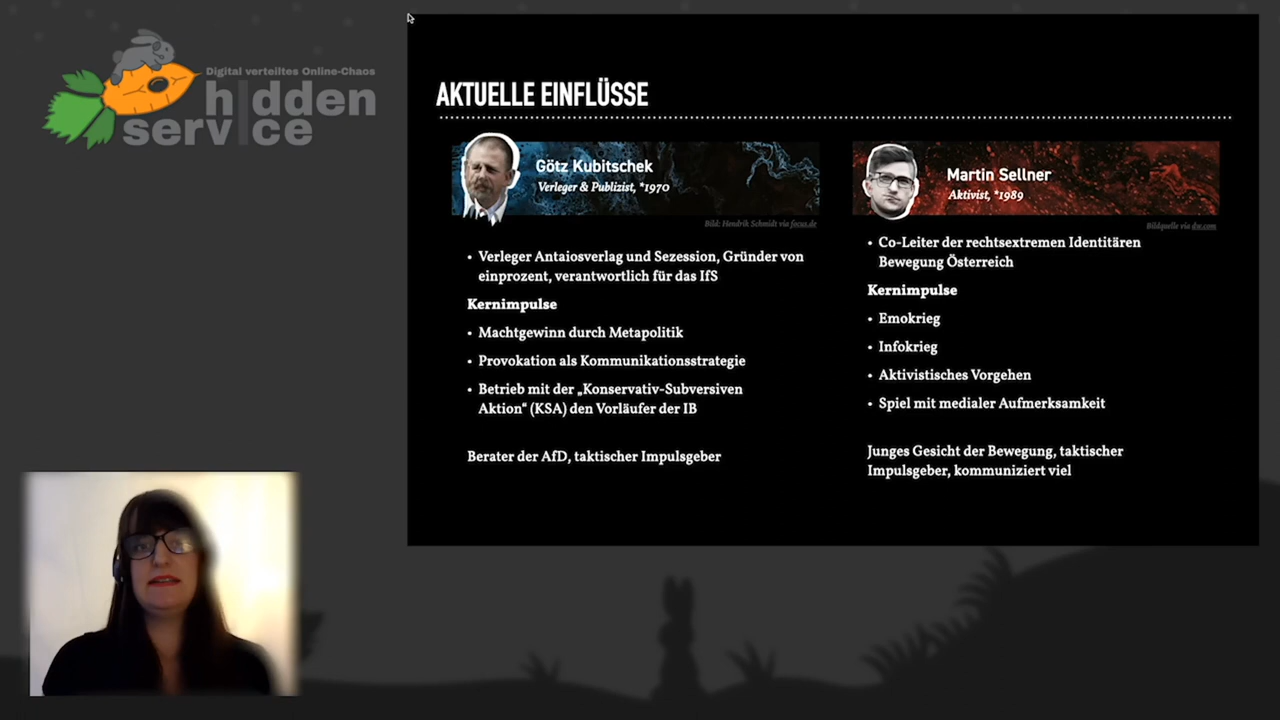 Digital verteiltes Online-Chaos
hidden
service
AKTUELLE EINFLÜSSE
Götz Kubitschek
Verleger & Publizist, *1970
Bild: Hendrik Schmidt via focus.de
• Verleger Antaiosverlag und Sezession, Gründer von
einprozent, verantwortlich für das IfS
Kernimpulse
• Machtgewinn durch Metapolitik
• Provokation als Kommunikationsstrategie
• Betrieb mit der „Konservativ-Subversiven
Aktion“ (KSA) den Vorläufer der IB
Berater der AfD, taktischer Impulsgeber
Martin Sellner
Aktivist, *1989
Bildquelle via dw.com
• Co-Leiter der rechtsextremen Identitären
Bewegung Österreich
Kernimpulse
• Emokrieg
• Infokrieg
• Aktivistisches Vorgehen
• Spiel mit medialer Aufmerksamkeit
Junges Gesicht der Bewegung, taktischer
Impulsgeber, kommuniziert viel